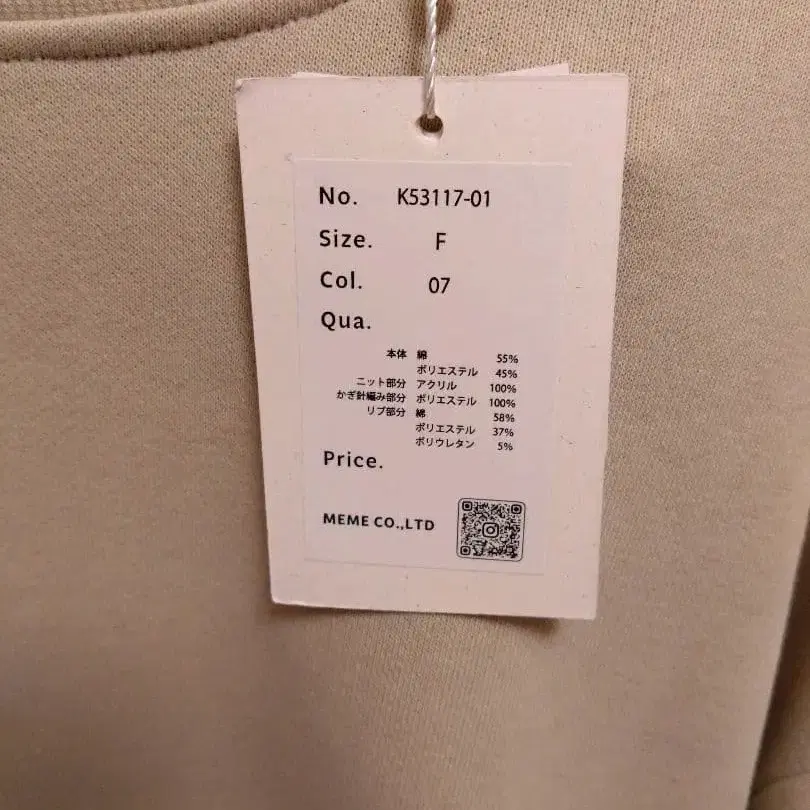 No. K53117-01
Size. F
Col. 07
Qua.
本体 綿 55%
ポリエステル 45%
ニット部分 アクリル 100%
かぎ針編み部分 ポリエステル 100%
リブ部分 綿 58%
ポリエステル 37%
ポリウレタン 5%
Price.
MEME CO.,LTD